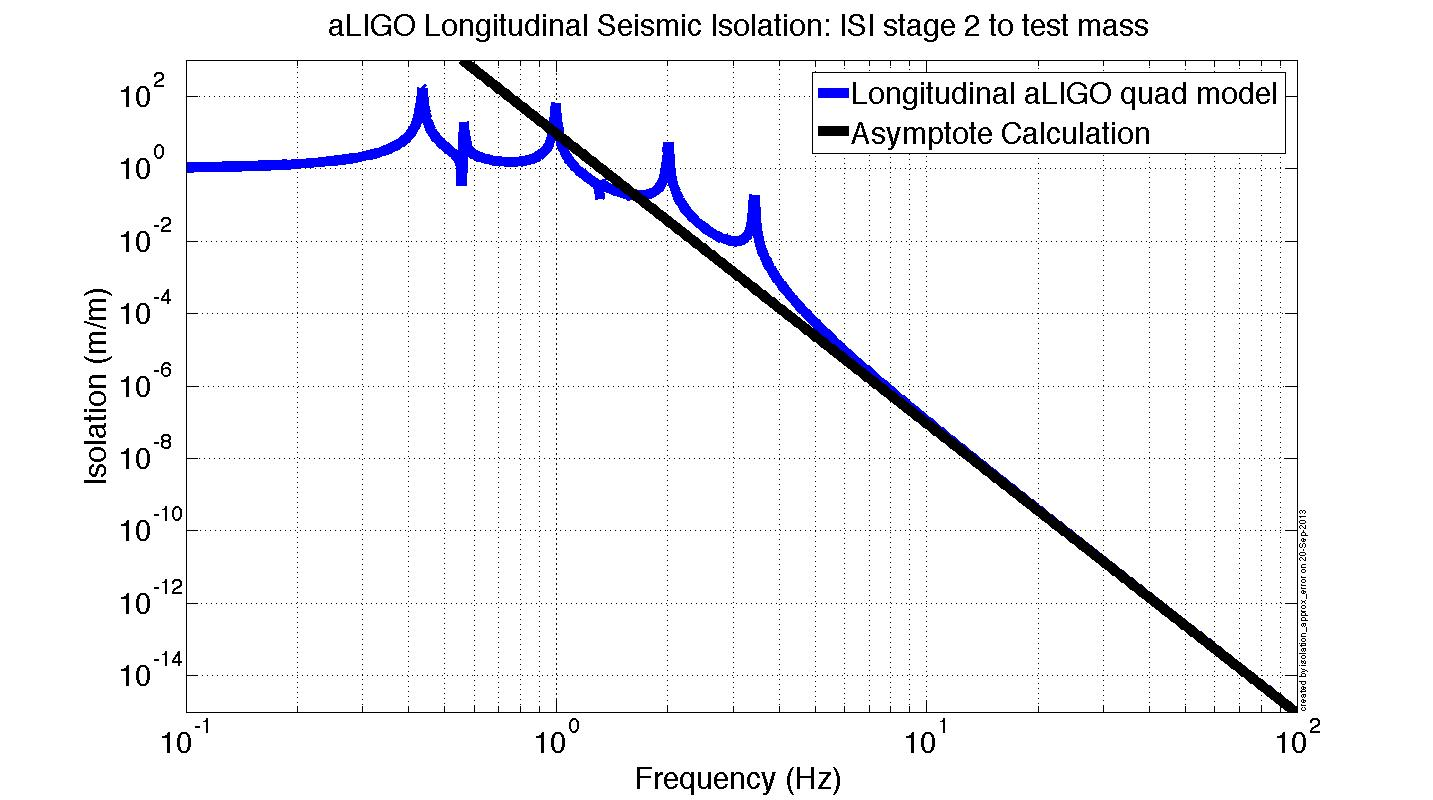 aLIGO Longitudinal Seismic Isolation: ISI stage 2 to test mass
Longitudinal aLIGO quad model
Asymptote Calculation
Isolation (m/m)
10^2
10^0
10^-2
10^-4
10^-6
10^-8
10^-10
10^-12
10^-14
10^-1 10^0 10^1 10^2
Frequency (Hz)
created by isolation_approx_error on 20-Sep-2013